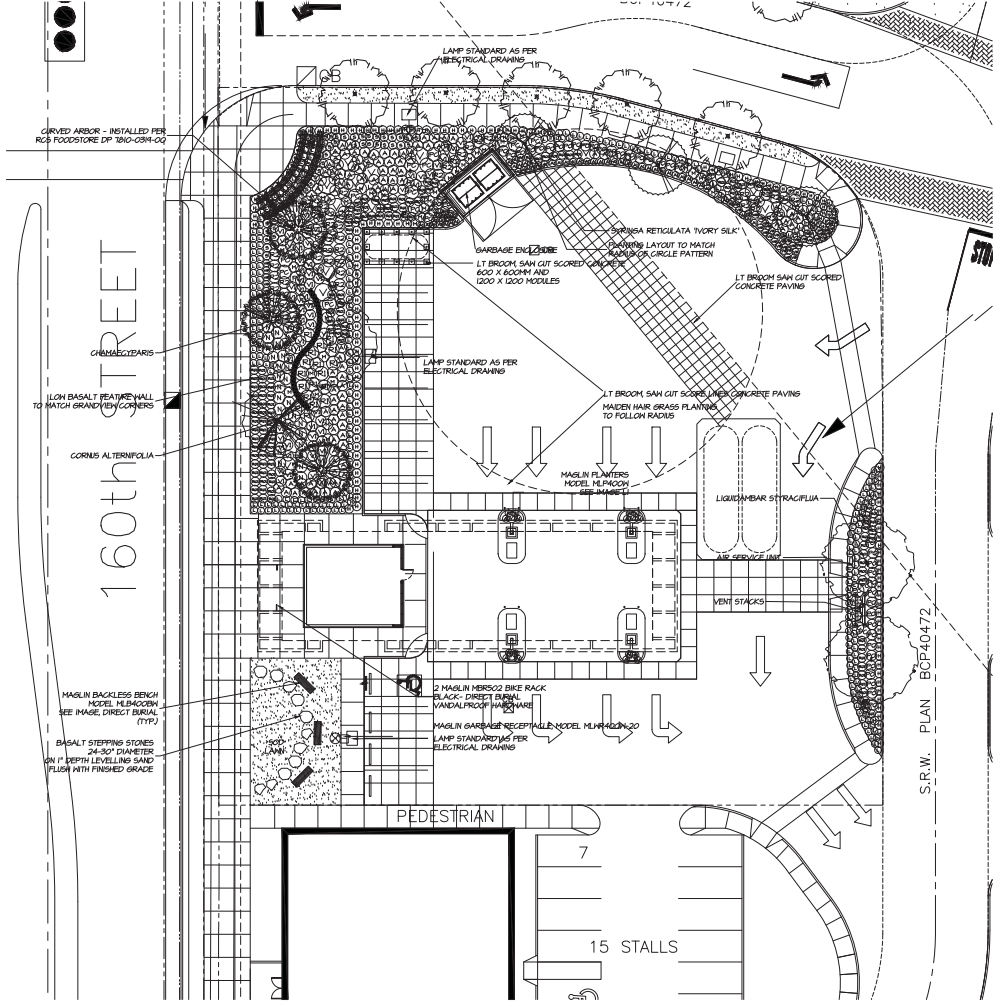 LAMP STANDARD AS PER
ELECTRICAL DRAWING
CB
CURVED ARBOR - INSTALLED PER
RCS FOODSTORE DP 7810-0319-00
SYRINGA RETICULATA 'IVORY SILK'
PLANTING LAYOUT TO MATCH
RADIUS OF CIRCLE PATTERN
GARBAGE ENCLOSURE
LT BROOM, SAW CUT SCORED CONCRETE
600 X 600MM AND
1200 X 1200 MODULES
LT BROOM SAW CUT SCORED
CONCRETE PAVING
160th STREET
CHAMAECYPARIS
LAMP STANDARD AS PER
ELECTRICAL DRAWING
LOW BASALT FEATURE WALL
TO MATCH GRANDVIEW CORNERS
LT BROOM, SAW CUT SCORE LINES CONCRETE PAVING
MAIDEN HAIR GRASS PLANTING
TO FOLLOW RADIUS
CORNUS ALTERNIFOLIA
MAGLIN PLANTERS
MODEL MLP400W
SEE IMAGE
LIQUIDAMBAR STYRACIFLUA
AIR SERVICE UNIT
VENT STACKS
S.R.W. PLAN BCP40472
MAGLIN BACKLESS BENCH
MODEL MLB400BW
SEE IMAGE, DIRECT BURIAL
(TYP.)
2 MAGLIN MBR502 BIKE RACK
BLACK- DIRECT BURIAL
VANDALPROOF HARDWARE
MAGLIN GARBAGE RECEPTACLE MODEL MLWR400W-20
LAMP STANDARD AS PER
ELECTRICAL DRAWING
BASALT STEPPING STONES
24-30" DIAMETER
ON 1" DEPTH LEVELLING SAND
FLUSH WITH FINISHED GRADE
SOD
LAWN
PEDESTRIAN
7
15 STALLS